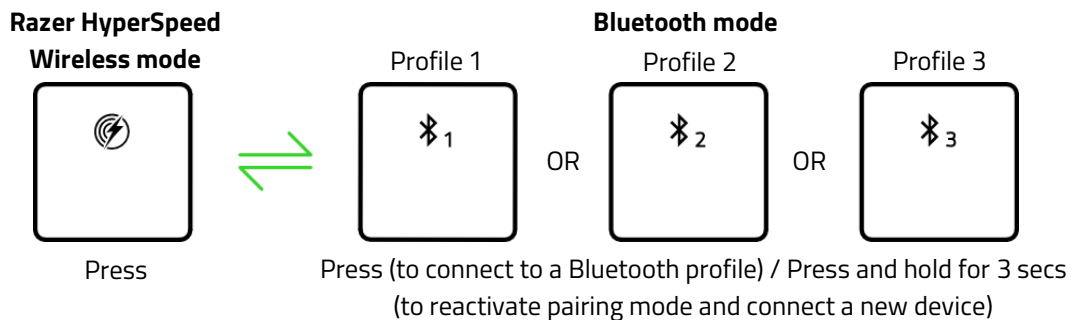 Razer HyperSpeed
Wireless mode
Bluetooth mode
Profile 1
Profile 2
Profile 3
1
OR
2
OR
3
Press
Press (to connect to a Bluetooth profile) / Press and hold for 3 secs
(to reactivate pairing mode and connect a new device)